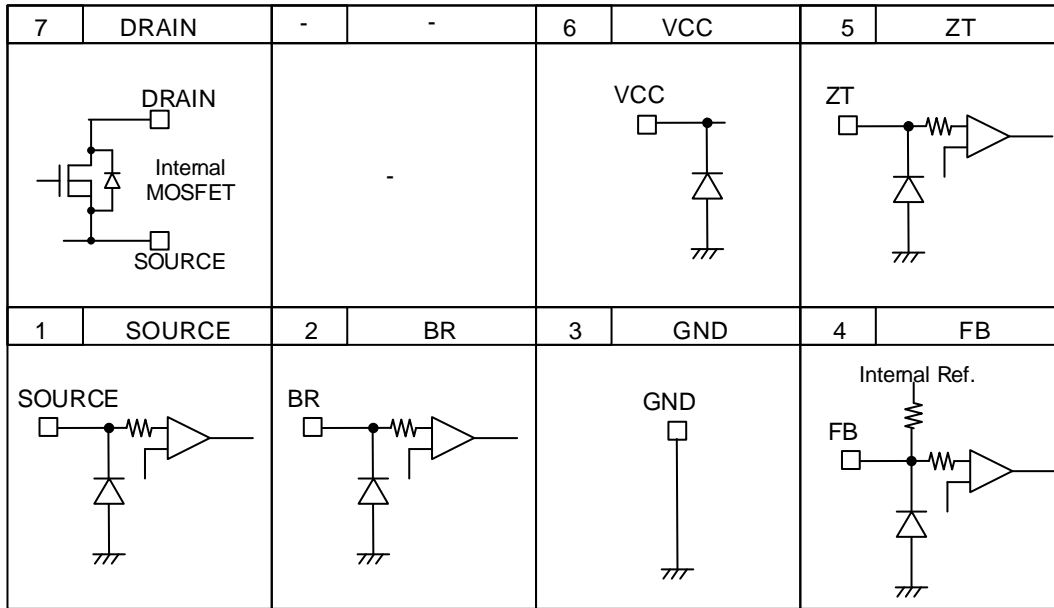 7 DRAIN - - 6 VCC 5 ZT
DRAIN
Internal
MOSFET
SOURCE
-
VCC
ZT
1 SOURCE 2 BR 3 GND 4 FB
SOURCE
BR
GND
Internal Ref.
FB